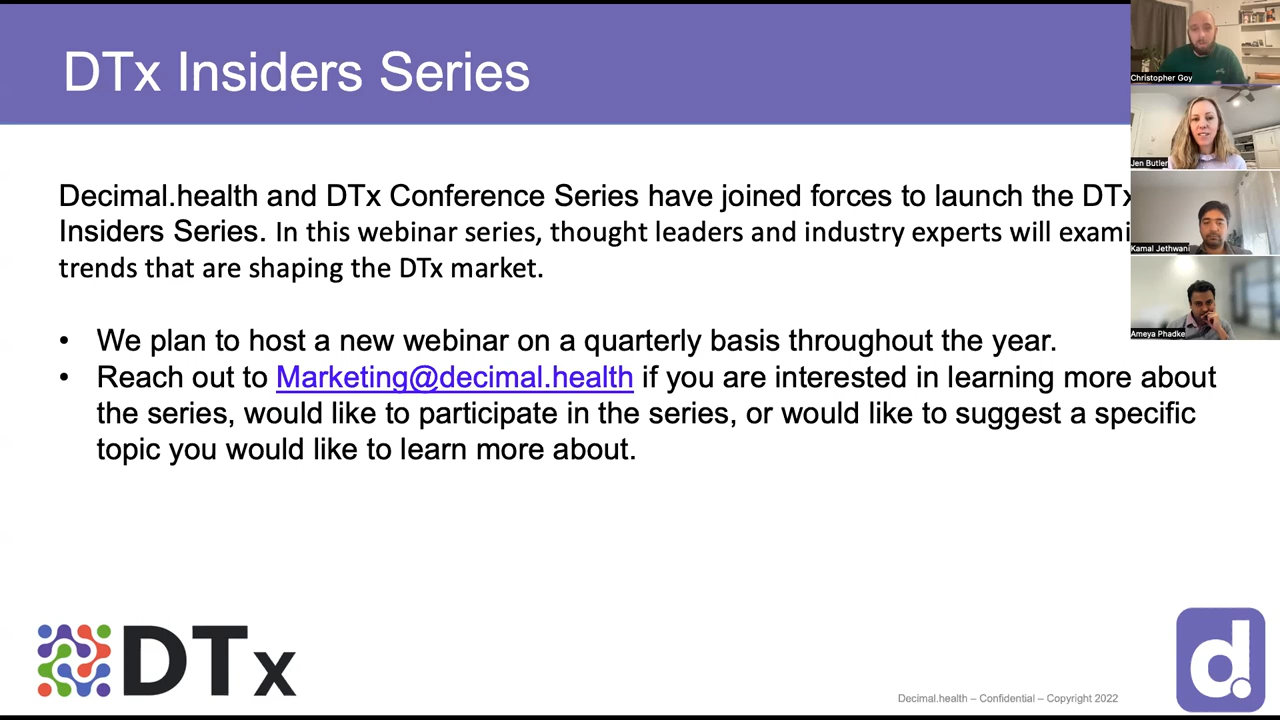 DTx Insiders Series
Christopher Goy
Jen Butler
Kamal Jethwani
Ameya Phadke
Decimal.health and DTx Conference Series have joined forces to launch the DTx
Insiders Series. In this webinar series, thought leaders and industry experts will exami
trends that are shaping the DTx market.
• We plan to host a new webinar on a quarterly basis throughout the year.
• Reach out to Marketing@decimal.health if you are interested in learning more about
the series, would like to participate in the series, or would like to suggest a specific
topic you would like to learn more about.
DTx
Decimal.health – Confidential – Copyright 2022
d.